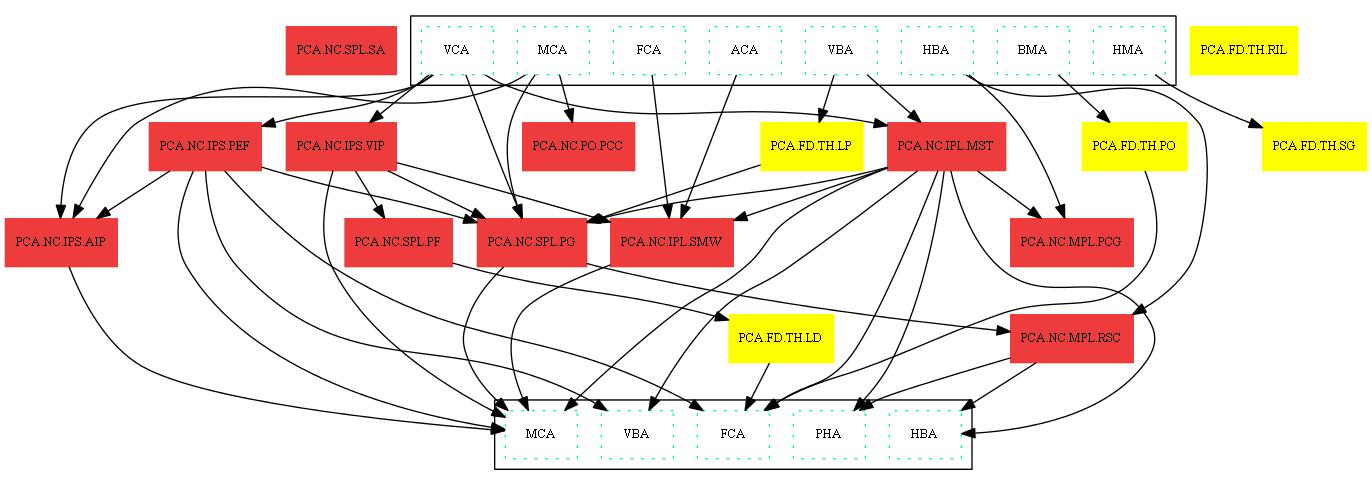 PCA.NC.SPL.SA
VCA
MCA
FCA
ACA
VBA
HBA
BMA
HMA
PCA.FD.TH.RIL
PCA.NC.IPS.PEF
PCA.NC.IPS.VIP
PCA.NC.PO.PCC
PCA.FD.TH.LP
PCA.NC.IPL.MST
PCA.FD.TH.PO
PCA.FD.TH.SG
PCA.NC.IPS.AIP
PCA.NC.SPL.PF
PCA.NC.SPL.PG
PCA.NC.IPL.SMW
PCA.NC.MPL.PCG
PCA.FD.TH.LD
PCA.NC.MPL.RSC
MCA
VBA
FCA
PHA
HBA